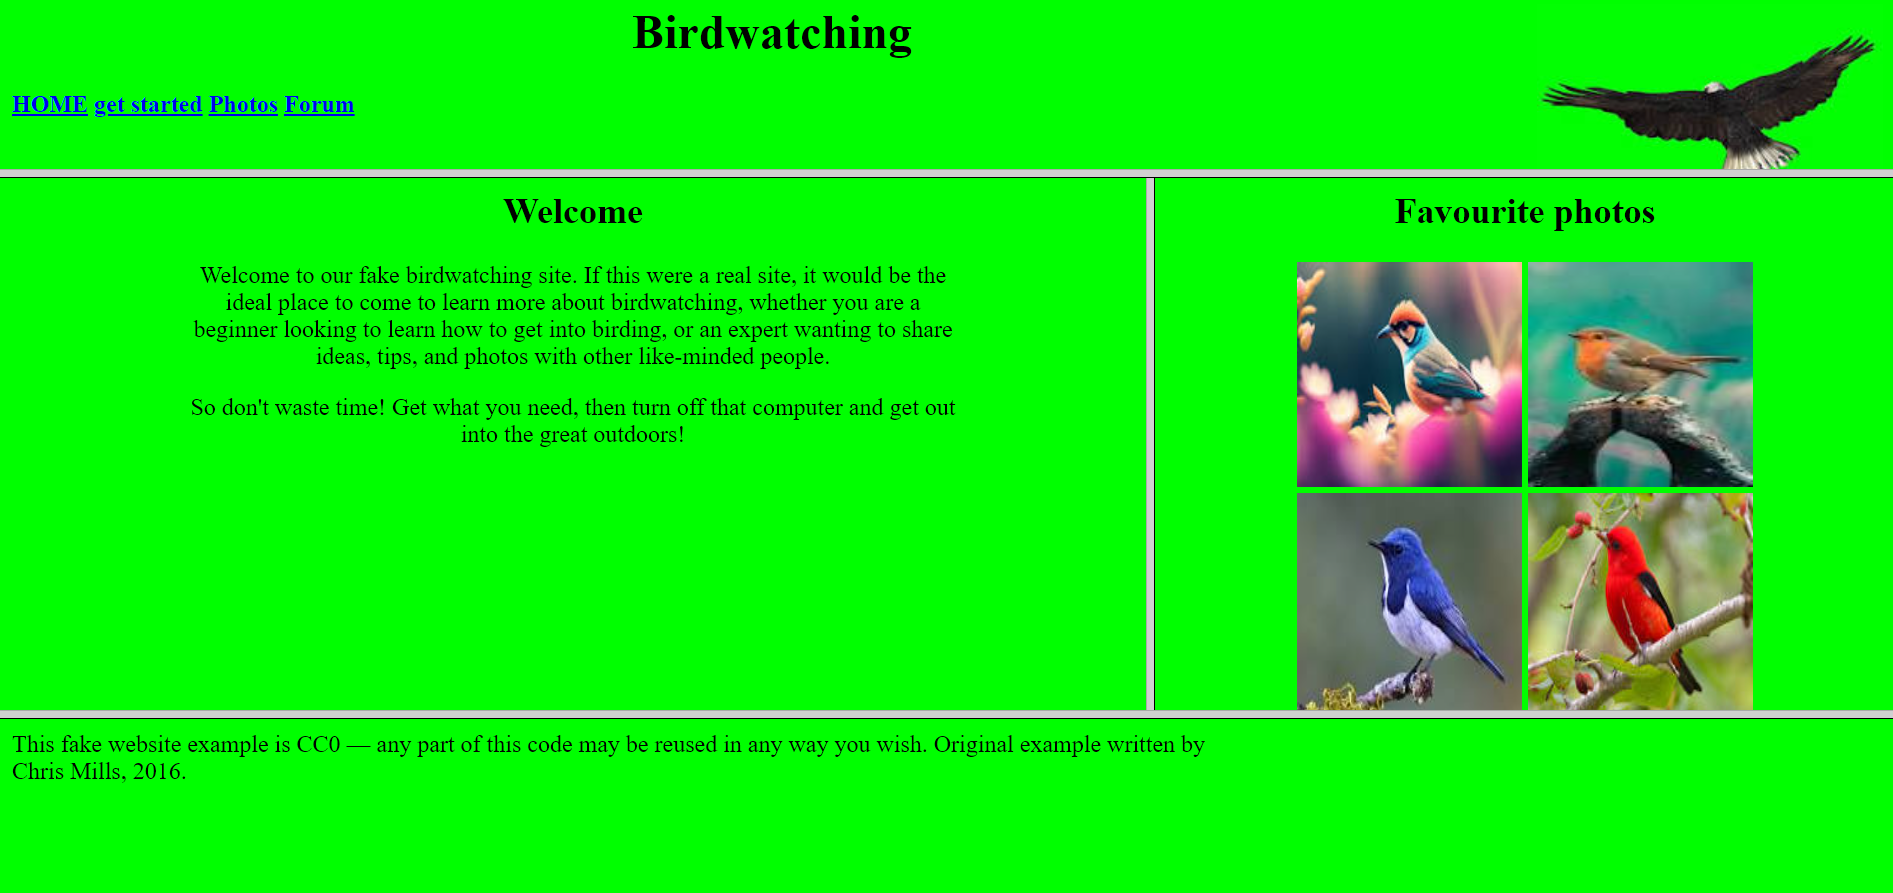 Birdwatching
HOME get started Photos Forum
Welcome
Welcome to our fake birdwatching site. If this were a real site, it would be the
ideal place to come to learn more about birdwatching, whether you are a
beginner looking to learn how to get into birding, or an expert wanting to share
ideas, tips, and photos with other like-minded people.
So don't waste time! Get what you need, then turn off that computer and get out
into the great outdoors!
Favourite photos
This fake website example is CC0 — any part of this code may be reused in any way you wish. Original example written by
Chris Mills, 2016.